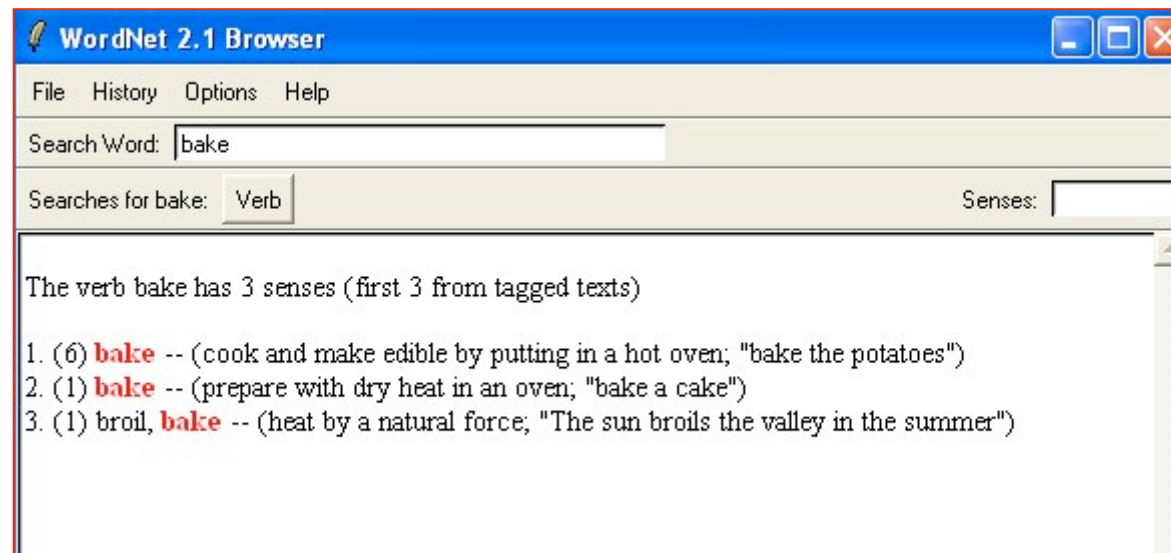 WordNet 2.1 Browser
File History Options Help
Search Word: bake
Searches for bake: Verb Senses:
The verb bake has 3 senses (first 3 from tagged texts)
1. (6) bake -- (cook and make edible by putting in a hot oven; "bake the potatoes")
2. (1) bake -- (prepare with dry heat in an oven; "bake a cake")
3. (1) broil, bake -- (heat by a natural force; "The sun broils the valley in the summer")